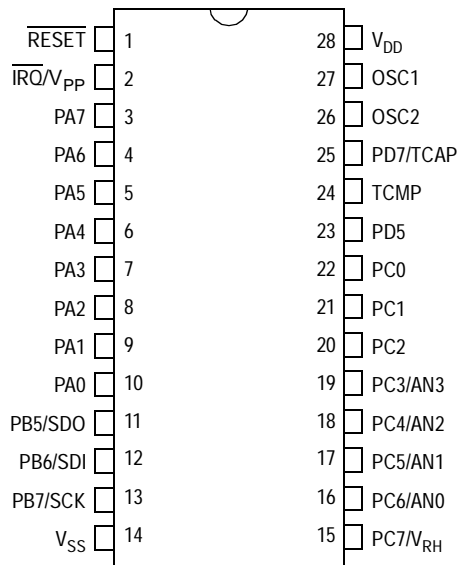 RESET 1 28 VDD
IRQ/VPP 2 27 OSC1
PA7 3 26 OSC2
PA6 4 25 PD7/TCAP
PA5 5 24 TCMP
PA4 6 23 PD5
PA3 7 22 PC0
PA2 8 21 PC1
PA1 9 20 PC2
PA0 10 19 PC3/AN3
PB5/SDO 11 18 PC4/AN2
PB6/SDI 12 17 PC5/AN1
PB7/SCK 13 16 PC6/AN0
VSS 14 15 PC7/VRH